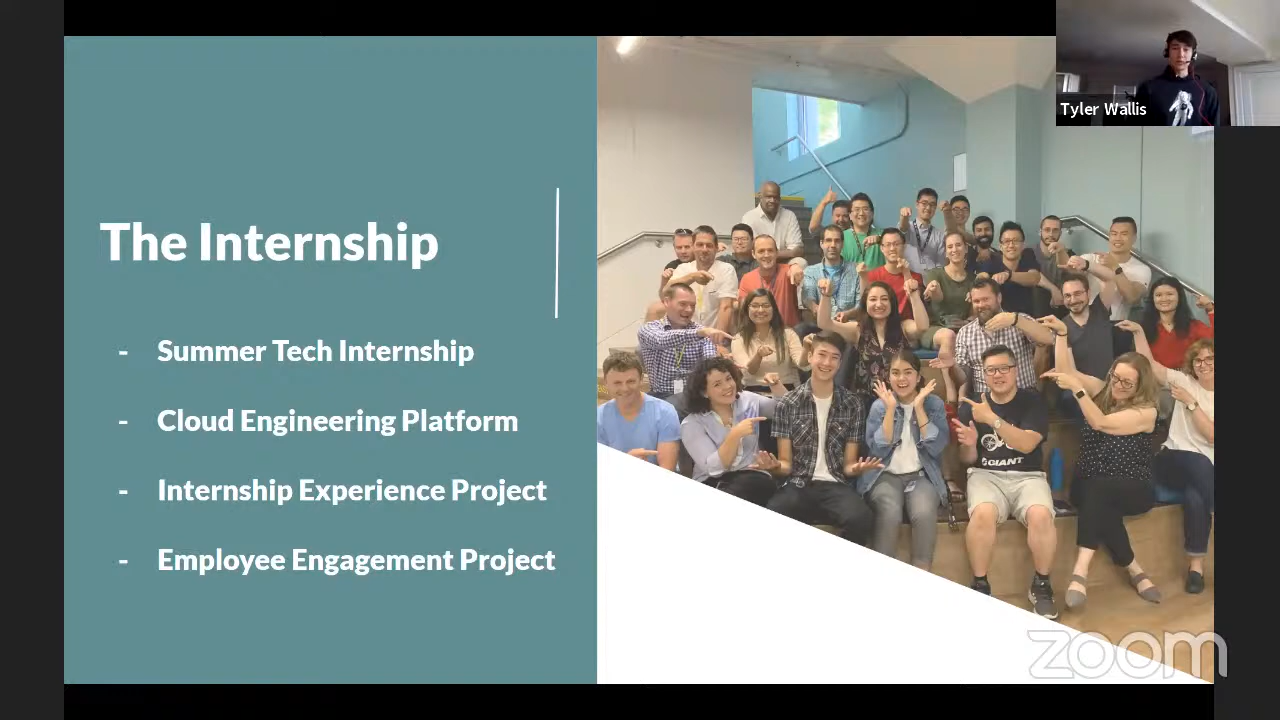 Tyler Wallis
The Internship
- Summer Tech Internship
- Cloud Engineering Platform
- Internship Experience Project
- Employee Engagement Project
GIANT
zoom